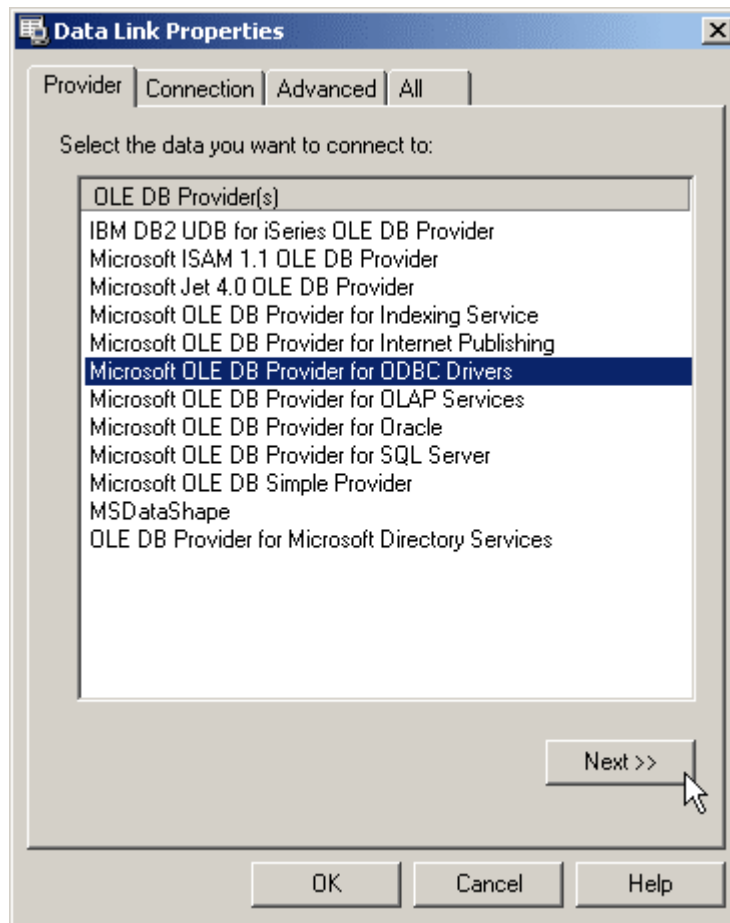 Data Link Properties
Provider Connection Advanced All
Select the data you want to connect to:
OLE DB Provider(s)
IBM DB2 UDB for iSeries OLE DB Provider
Microsoft ISAM 1.1 OLE DB Provider
Microsoft Jet 4.0 OLE DB Provider
Microsoft OLE DB Provider for Indexing Service
Microsoft OLE DB Provider for Internet Publishing
Microsoft OLE DB Provider for ODBC Drivers
Microsoft OLE DB Provider for OLAP Services
Microsoft OLE DB Provider for Oracle
Microsoft OLE DB Provider for SQL Server
Microsoft OLE DB Simple Provider
MSDataShape
OLE DB Provider for Microsoft Directory Services
Next >>
OK Cancel Help